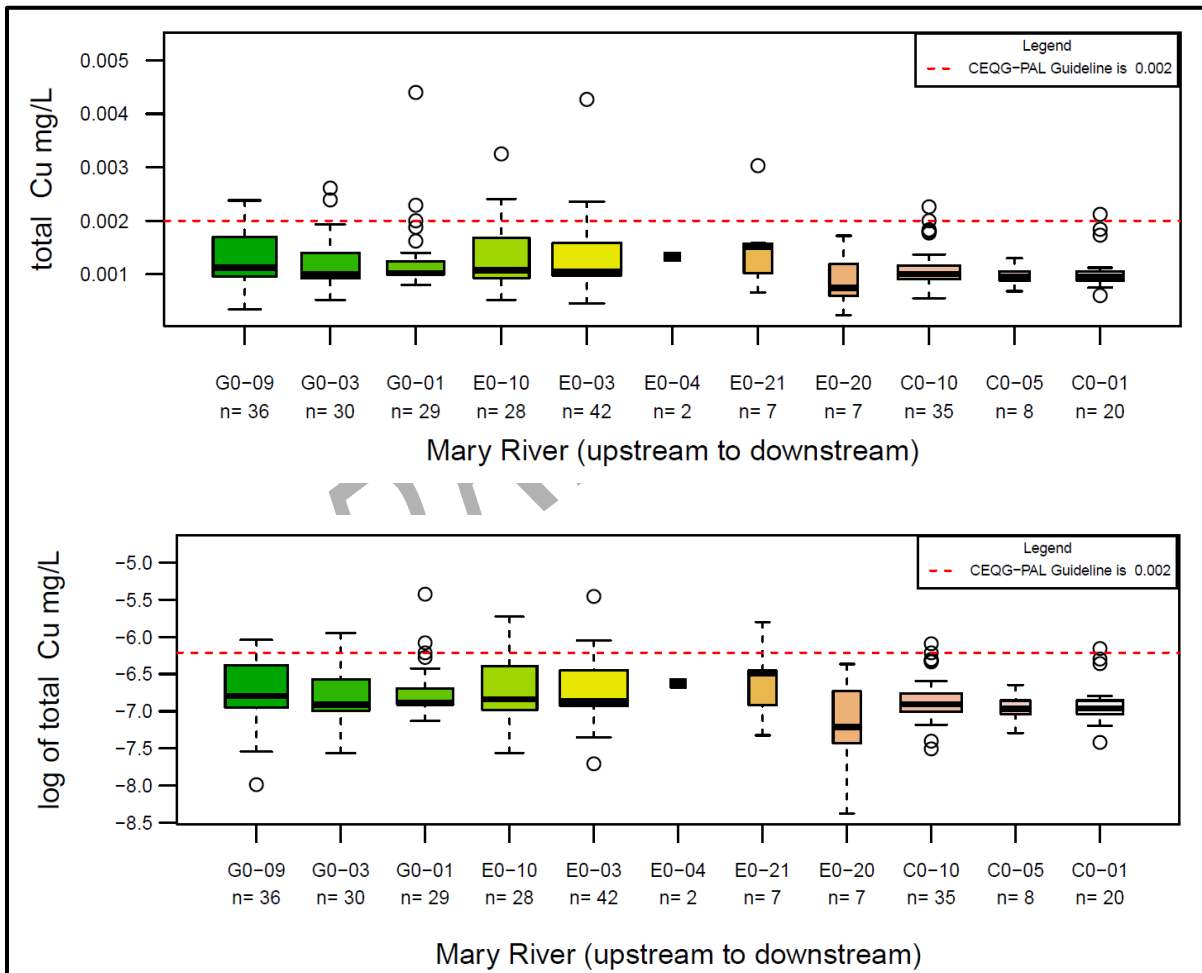 Legend
CEQG-PAL Guideline is 0.002
total Cu mg/L
0.005
0.004
0.003
0.002
0.001
G0-09 G0-03 G0-01 E0-10 E0-03 E0-04 E0-21 E0-20 C0-10 C0-05 C0-01
n= 36 n= 30 n= 29 n= 28 n= 42 n= 2 n= 7 n= 7 n= 35 n= 8 n= 20
Mary River (upstream to downstream)
Legend
CEQG-PAL Guideline is 0.002
log of total Cu mg/L
-5.0
-5.5
-6.0
-6.5
-7.0
-7.5
-8.0
-8.5
G0-09 G0-03 G0-01 E0-10 E0-03 E0-04 E0-21 E0-20 C0-10 C0-05 C0-01
n= 36 n= 30 n= 29 n= 28 n= 42 n= 2 n= 7 n= 7 n= 35 n= 8 n= 20
Mary River (upstream to downstream)